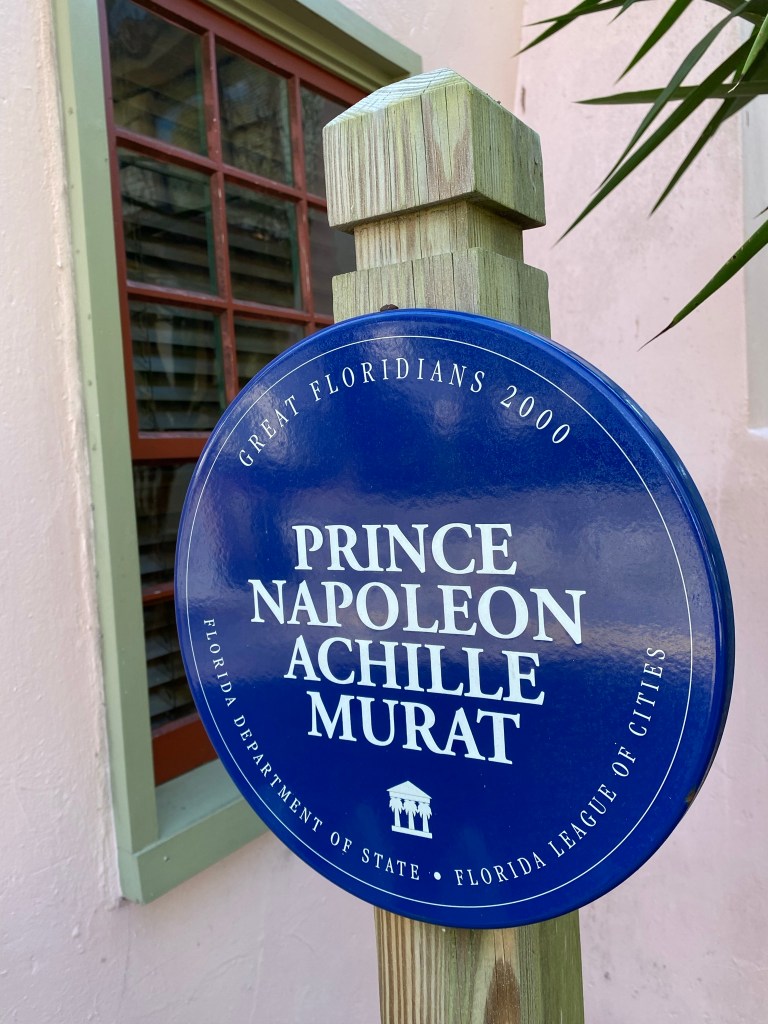 GREAT FLORIDIANS 2000
PRINCE
NAPOLEON
ACHILLE
MURAT
FLORIDA DEPARTMENT OF STATE • FLORIDA LEAGUE OF CITIES